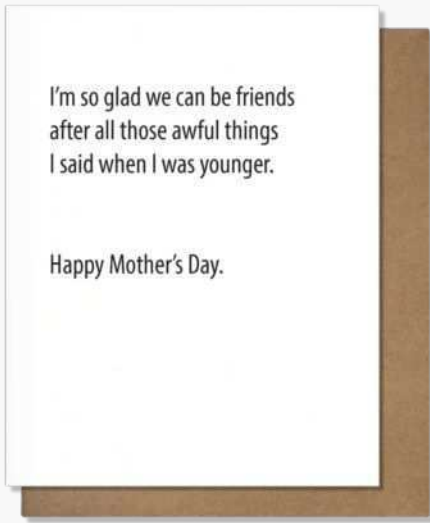 I'm so glad we can be friends
after all those awful things
I said when I was younger.
Happy Mother's Day.